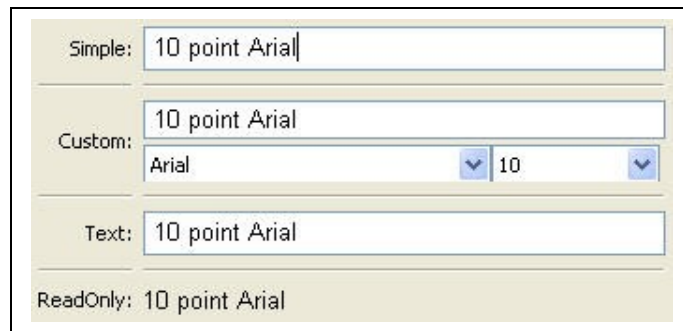 Simple: 10 point Arial
10 point Arial
Custom:
Arial 10
Text: 10 point Arial
ReadOnly: 10 point Arial